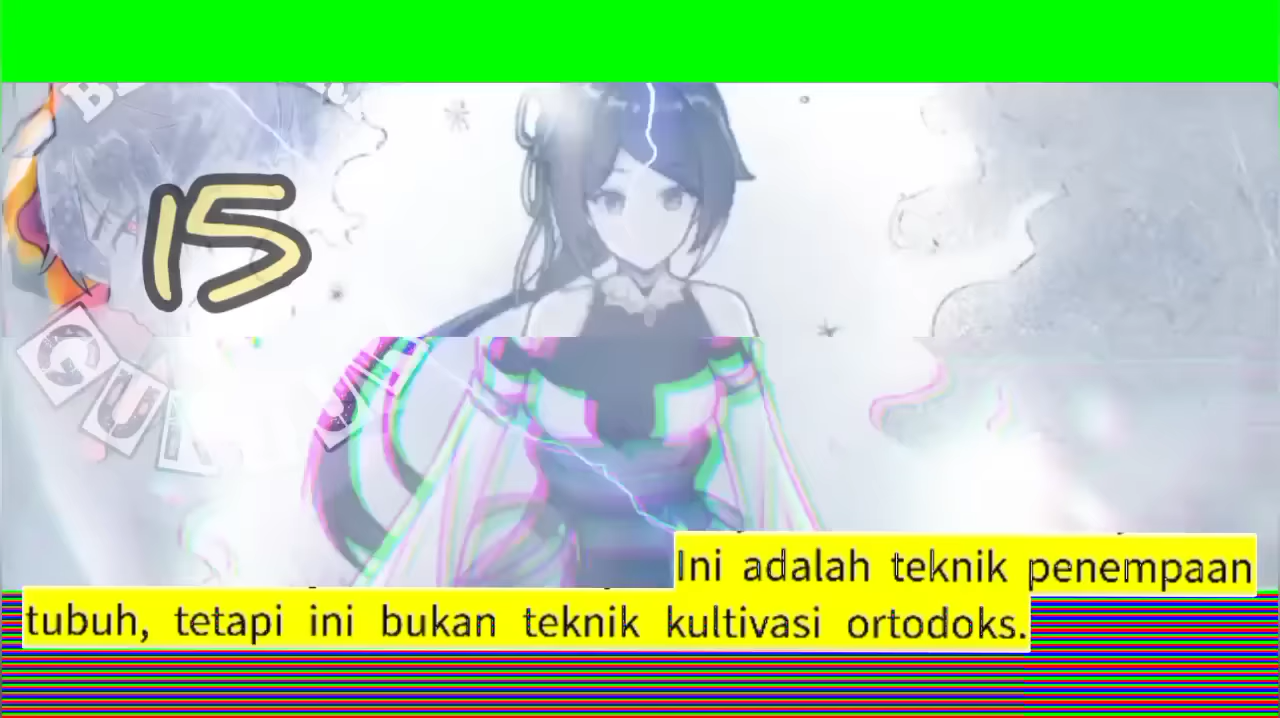 15
Ini adalah teknik penempaan
tubuh, tetapi ini bukan teknik kultivasi ortodoks.